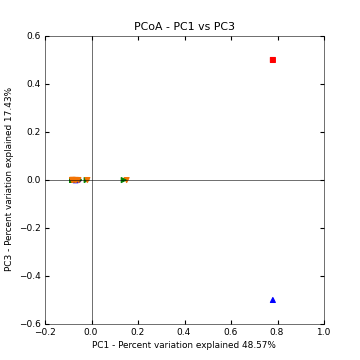 PCoA - PC1 vs PC3
0.6
0.4
0.2
0.0
−0.2
−0.4
−0.6
PC3 - Percent variation explained 17.43%
−0.2 0.0 0.2 0.4 0.6 0.8 1.0
PC1 - Percent variation explained 48.57%